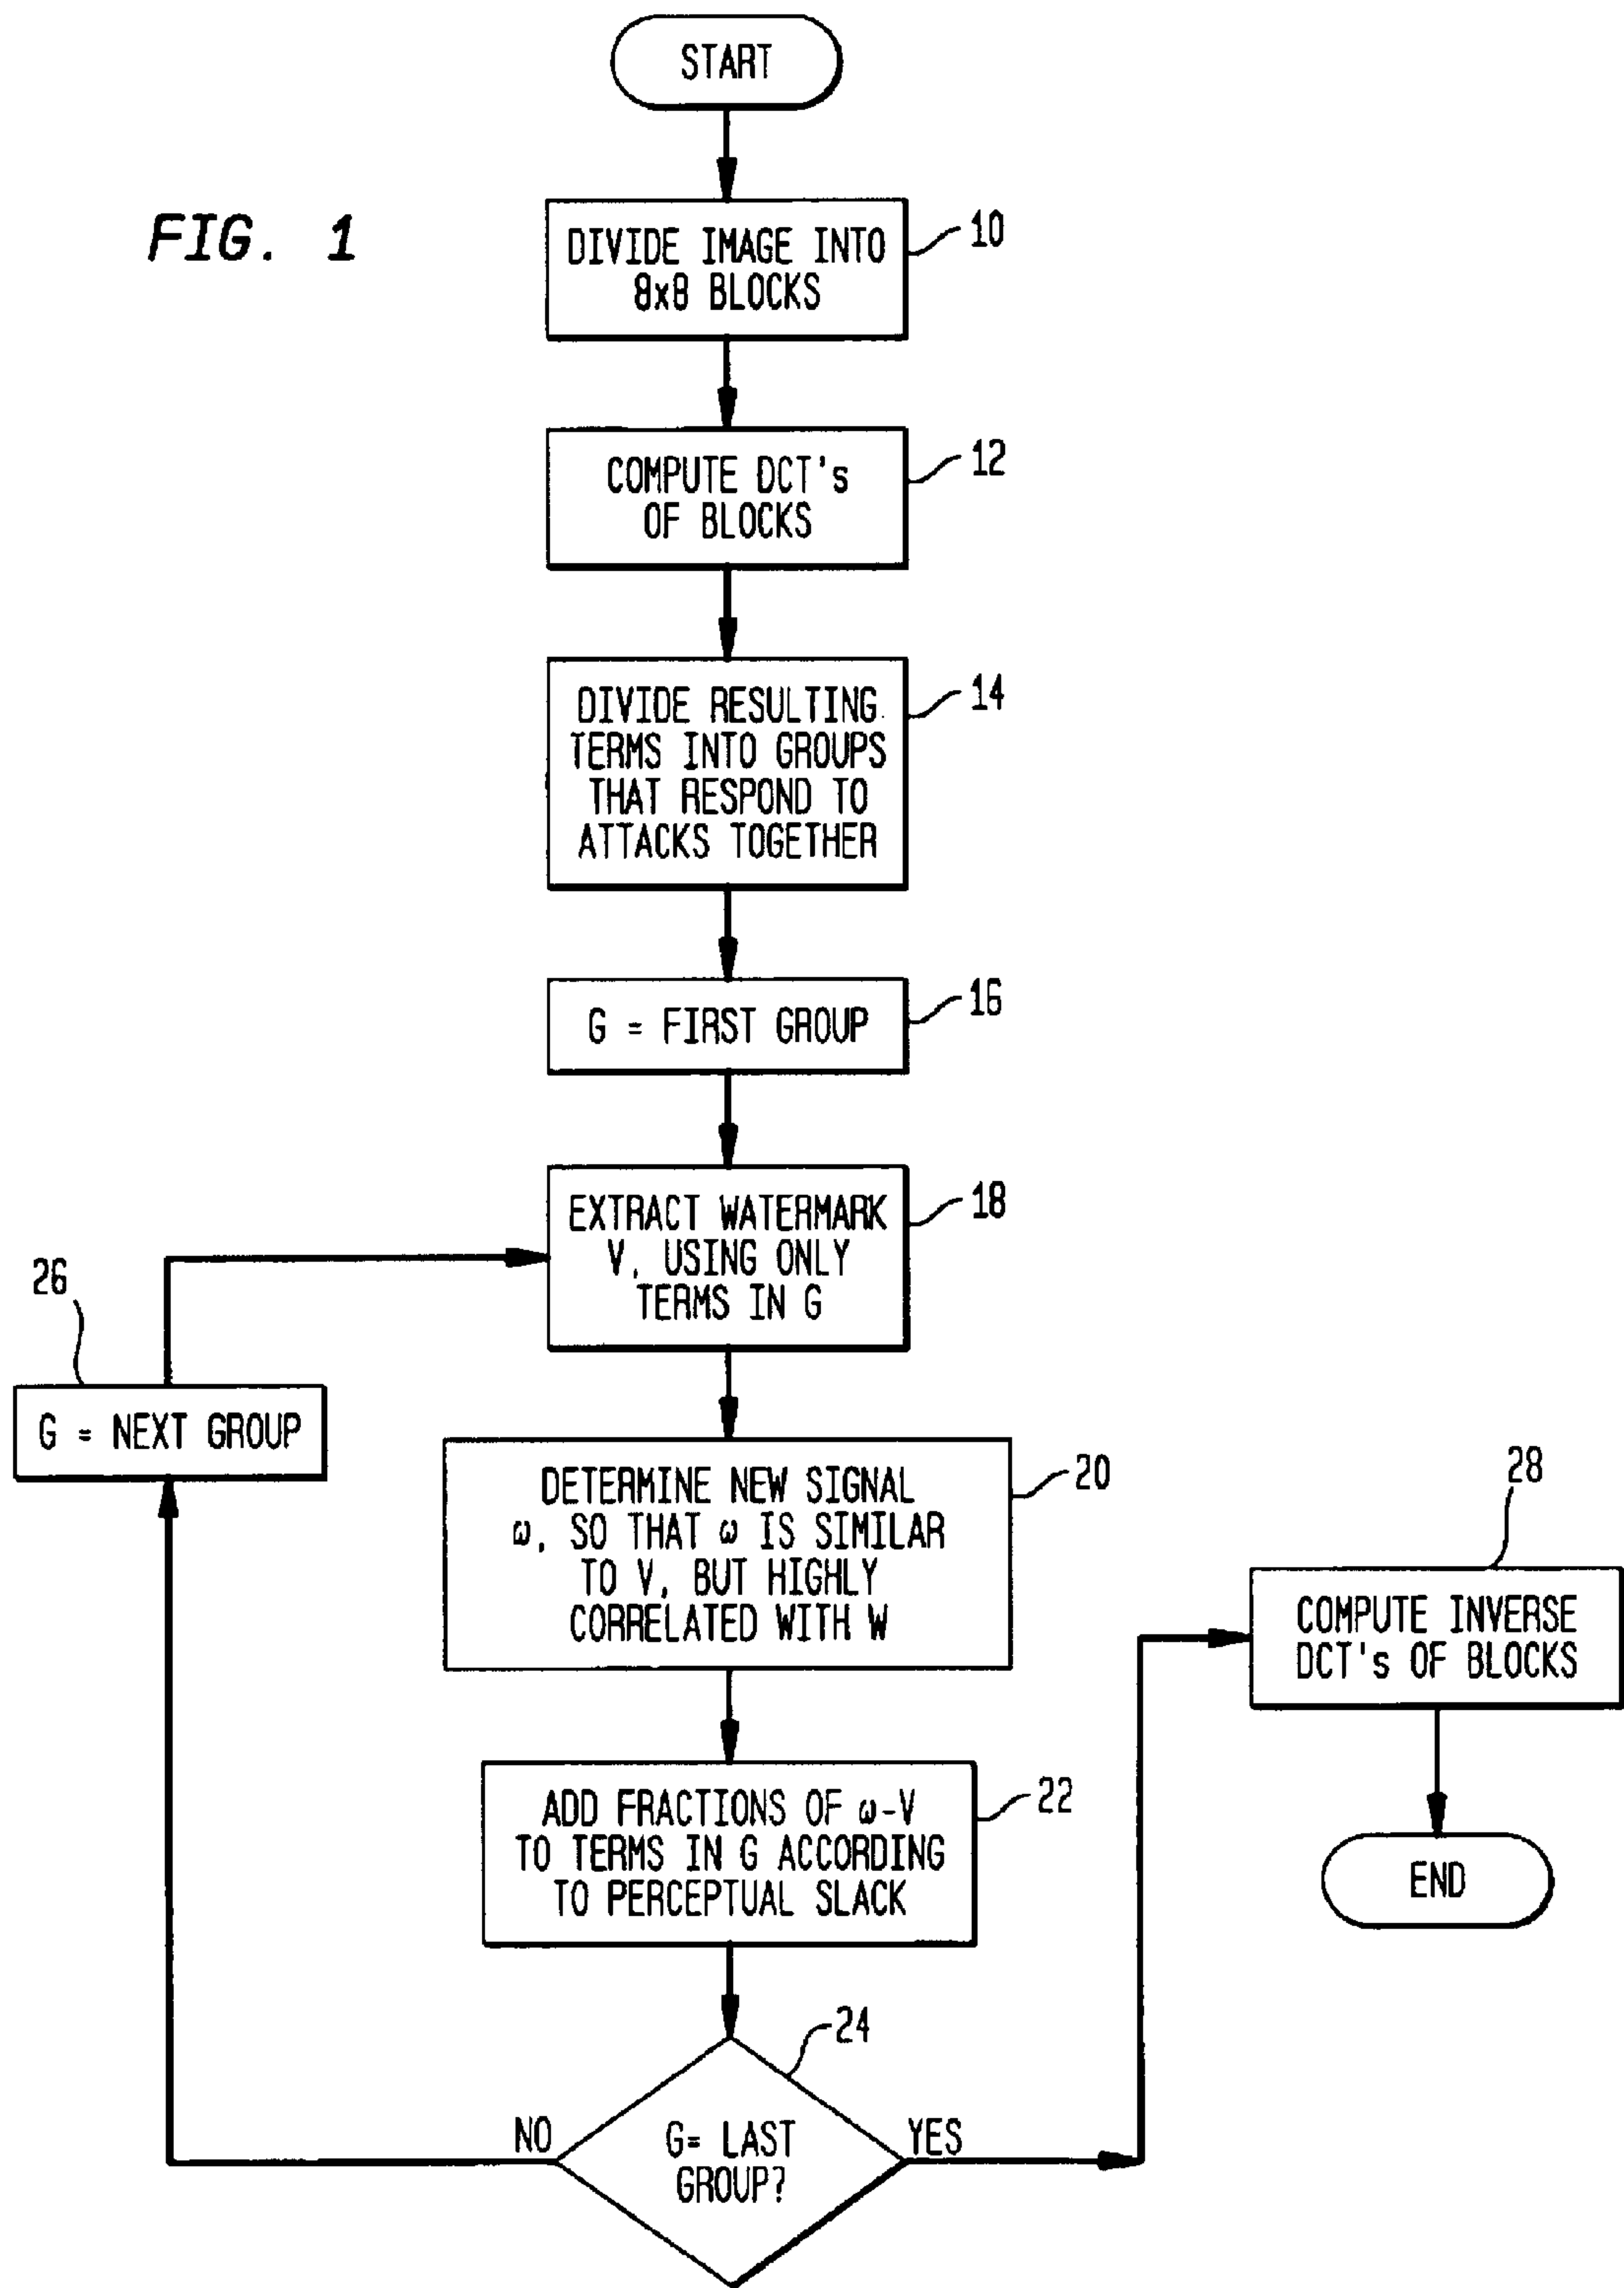 START
FIG. 1
DIVIDE IMAGE INTO
8x8 BLOCKS
10
COMPUTE DCT's
OF BLOCKS
12
DIVIDE RESULTING
TERMS INTO GROUPS
THAT RESPOND TO
ATTACKS TOGETHER
14
G = FIRST GROUP
16
EXTRACT WATERMARK
V, USING ONLY
TERMS IN G
18
26
G = NEXT GROUP
DETERMINE NEW SIGNAL
ω, SO THAT ω IS SIMILAR
TO V, BUT HIGHLY
CORRELATED WITH W
20
28
COMPUTE INVERSE
DCT's OF BLOCKS
ADD FRACTIONS OF ω-V
TO TERMS IN G ACCORDING
TO PERCEPTUAL SLACK
22
END
24
NO
G= LAST
GROUP?
YES